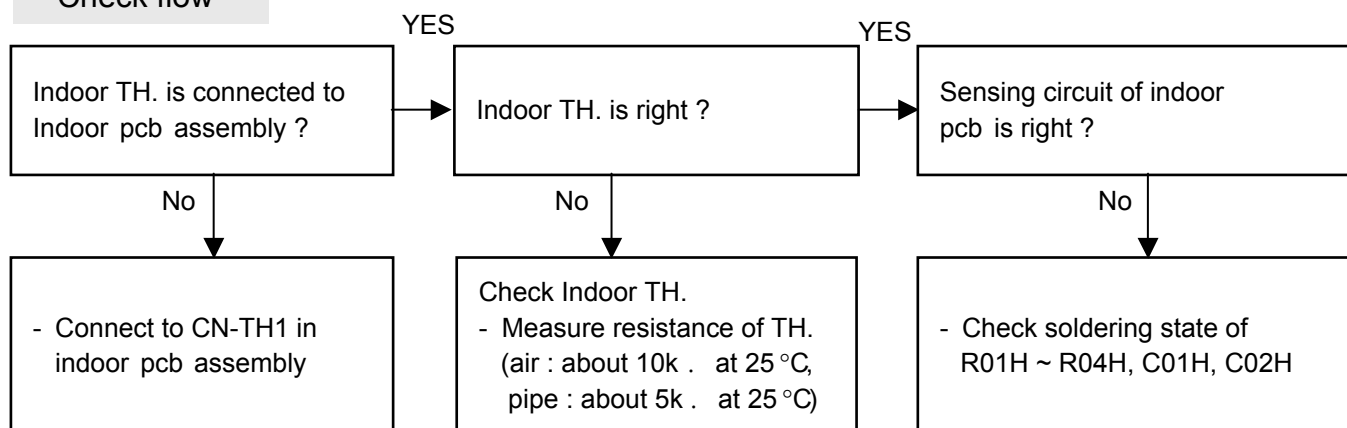 Check flow
YES
YES
Indoor TH. is connected to
Indoor pcb assembly ?
Indoor TH. is right ?
Sensing circuit of indoor
pcb is right ?
No
No
No
- Connect to CN-TH1 in
indoor pcb assembly
Check Indoor TH.
- Measure resistance of TH.
(air : about 10k . at 25 °C,
pipe : about 5k . at 25 °C)
- Check soldering state of
R01H ~ R04H, C01H, C02H